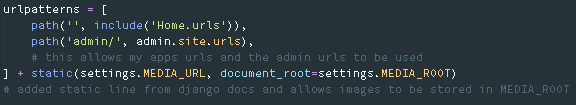 urlpatterns = [
    path('', include('Home.urls')),
    path('admin/', admin.site.urls),
    # this allows my apps urls and the admin urls to be used
] + static(settings.MEDIA_URL, document_root=settings.MEDIA_ROOT)
# added static line from django docs and allows images to be stored in MEDIA_ROOT